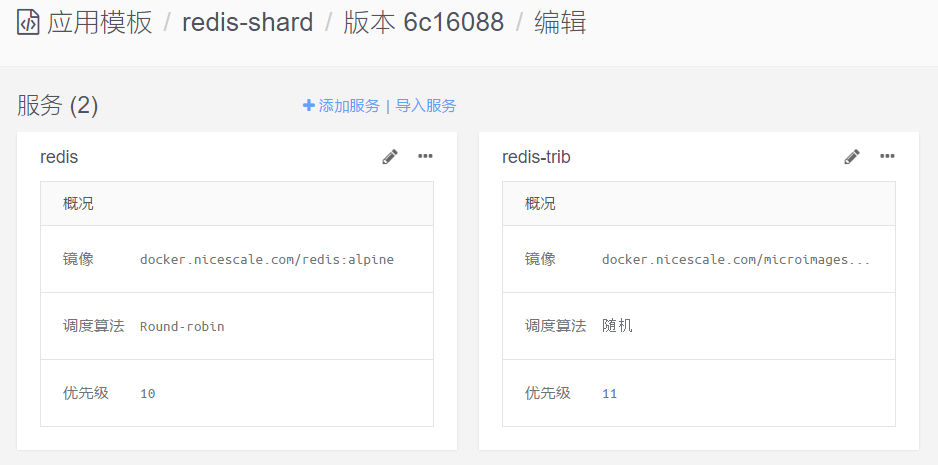 应用模板 / redis-shard / 版本 6c16088 / 编辑
服务 (2)
添加服务 | 导入服务
redis
概况
镜像 docker.nicescale.com/redis:alpine
调度算法 Round-robin
优先级 10
redis-trib
概况
镜像 docker.nicescale.com/microimages...
调度算法 随机
优先级 11